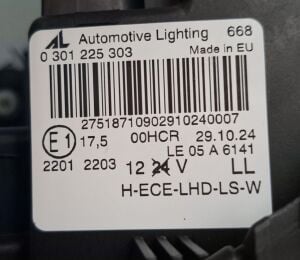 AL Automotive Lighting 668
0 301 225 303 Made in EU
27518710902910240007
E1 17,5 00HCR 29.10.24
LE 05 A 6141
2201 2203 12 24 V LL
H-ECE-LHD-LS-W